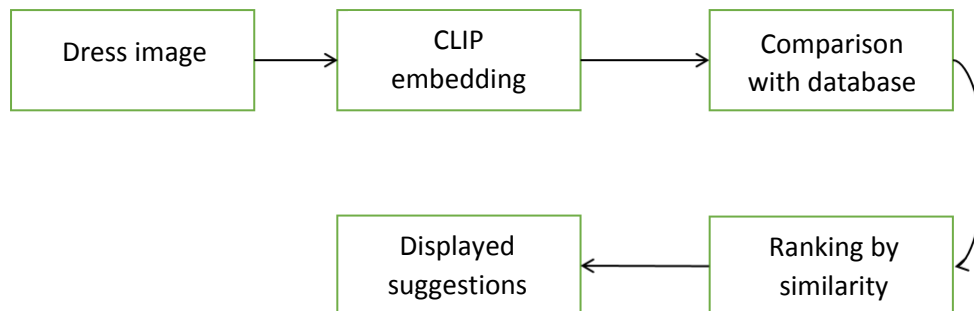 Dress image
CLIP
embedding
Comparison
with database
Ranking by
similarity
Displayed
suggestions